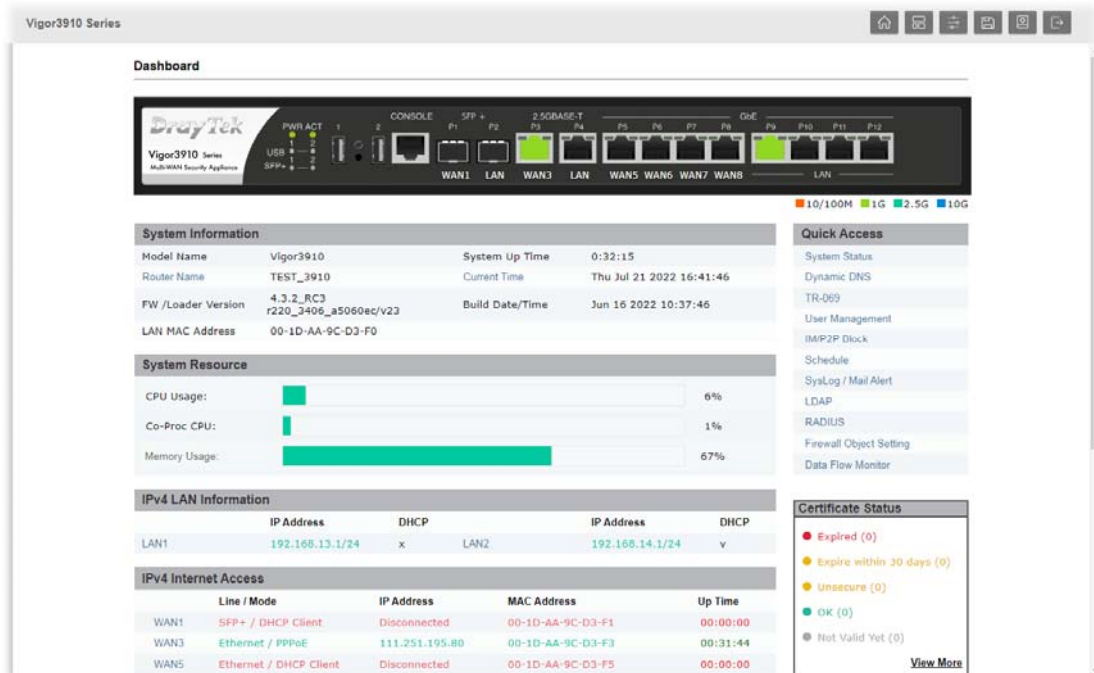 Vigor3910 Series
Dashboard
DrayTek
Vigor3910 Series
Multi-WAN Security Appliance
PWR ACT 1 2
1 2
USB
1 2
SFP+
CONSOLE SFP + 2.5GBASE-T GbE
P1 P2 P3 P4 P5 P6 P7 P8 P9 P10 P11 P12
WAN1 LAN WAN3 LAN WAN5 WAN6 WAN7 WAN8 LAN
10/100M 1G 2.5G 10G
System Information
Model Name Vigor3910 System Up Time 0:32:15
Router Name TEST_3910 Current Time Thu Jul 21 2022 16:41:46
FW /Loader Version 4.3.2_RC3 Build Date/Time Jun 16 2022 10:37:46
r220_3406_a5060ec/v23
LAN MAC Address 00-1D-AA-9C-D3-F0
System Resource
CPU Usage: 6%
Co-Proc CPU: 1%
Memory Usage: 67%
IPv4 LAN Information
IP Address DHCP IP Address DHCP
LAN1 192.168.13.1/24 x LAN2 192.168.14.1/24 v
IPv4 Internet Access
Line / Mode IP Address MAC Address Up Time
WAN1 SFP+ / DHCP Client Disconnected 00-1D-AA-9C-D3-F1 00:00:00
WAN3 Ethernet / PPPoE 111.251.195.80 00-1D-AA-9C-D3-F3 00:31:44
WAN5 Ethernet / DHCP Client Disconnected 00-1D-AA-9C-D3-F5 00:00:00
Quick Access
System Status
Dynamic DNS
TR-069
User Management
IM/P2P Block
Schedule
SysLog / Mail Alert
LDAP
RADIUS
Firewall Object Setting
Data Flow Monitor
Certificate Status
Expired (0)
Expire within 30 days (0)
Unsecure (0)
OK (0)
Not Valid Yet (0)
View More